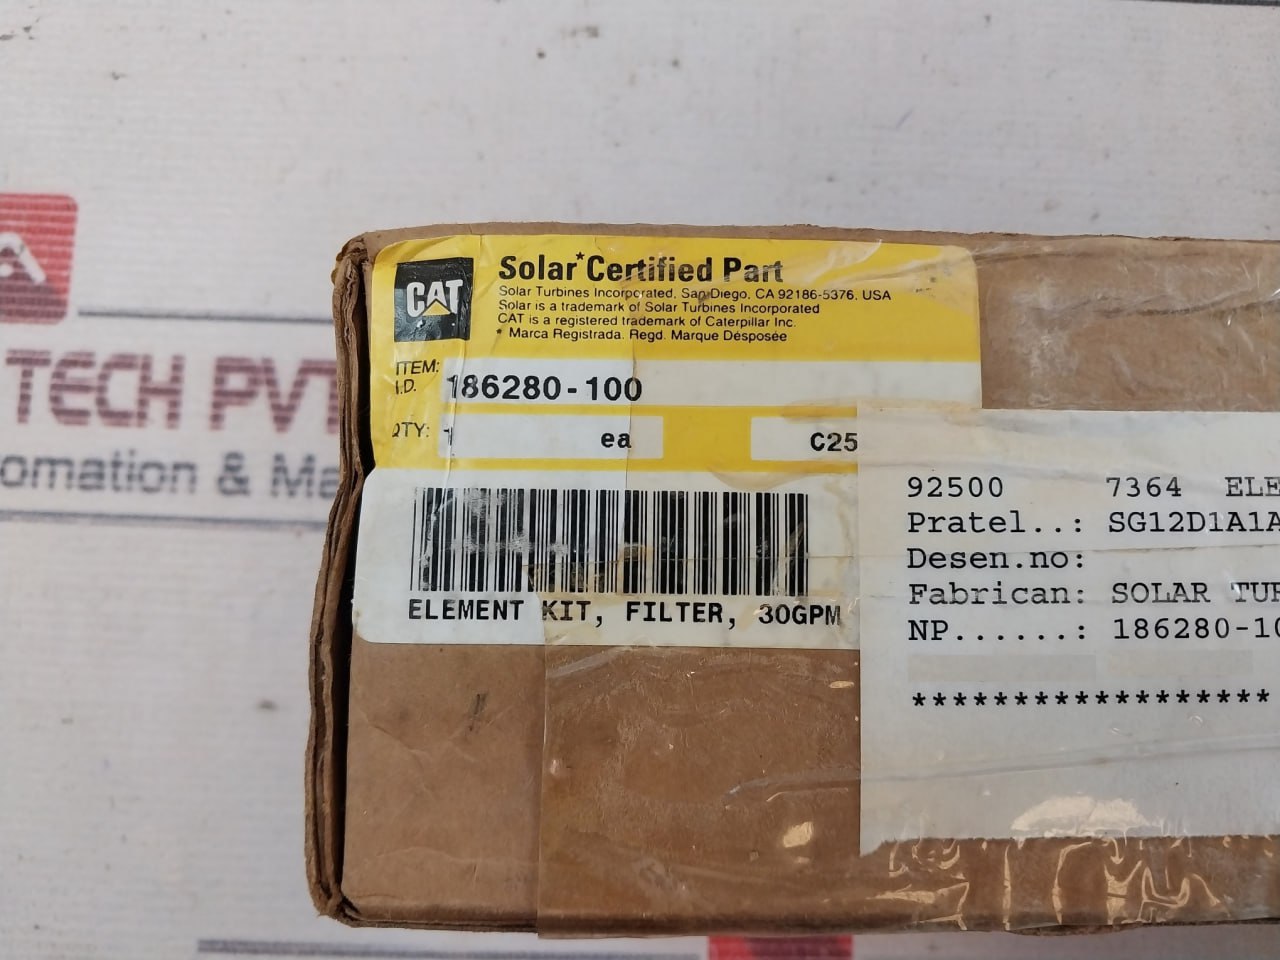 CAT
Solar* Certified Part
Solar Turbines Incorporated, San Diego, CA 92186-5376, USA
Solar is a trademark of Solar Turbines Incorporated
CAT is a registered trademark of Caterpillar Inc.
* Marca Registrada. Regd. Marque Désposée
ITEM:
I.D. 186280-100
QTY: 1 ea C25
ELEMENT KIT, FILTER, 30GPM
92500 7364 ELE
Pratel..: SG12D1A1A
Desen.no:
Fabrican: SOLAR TUR
NP......: 186280-10
*****************
A
TECH PVT
omation & Ma